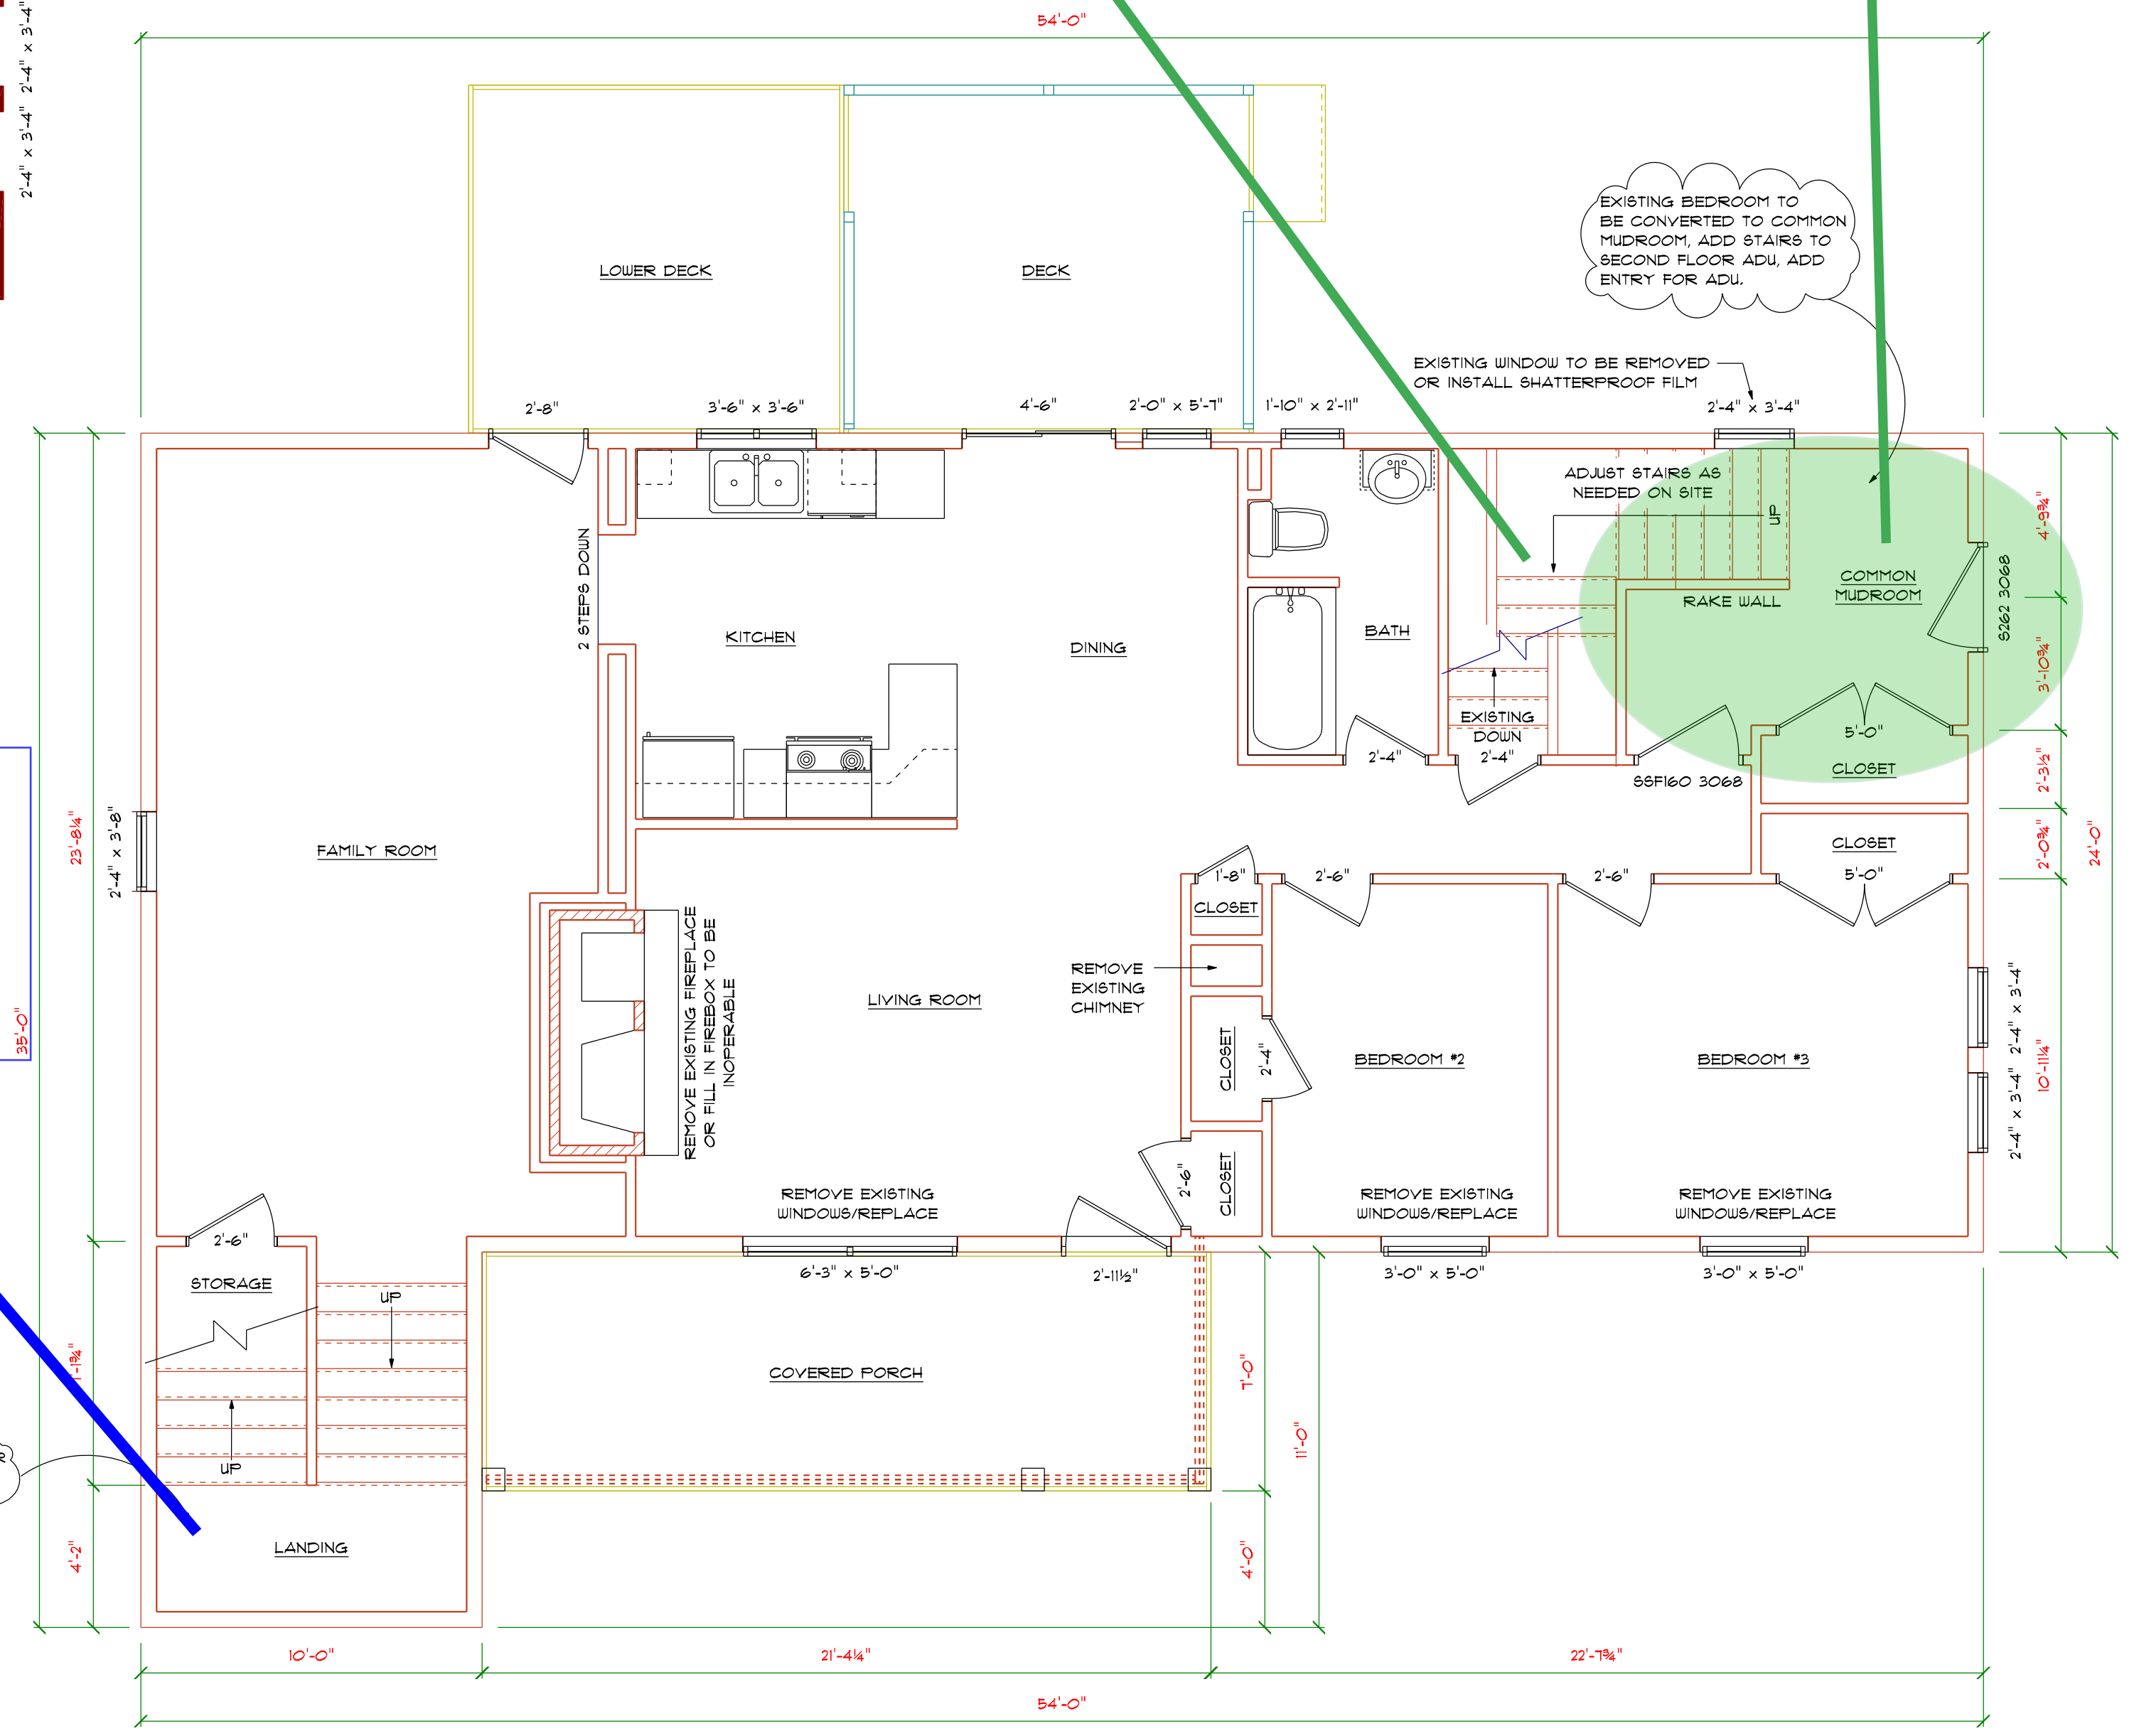 54'-0"
2'-4" x 3'-4" 2'-4" x 3'-4"
EXISTING BEDROOM TO
BE CONVERTED TO COMMON
MUDROOM, ADD STAIRS TO
SECOND FLOOR ADU, ADD
ENTRY FOR ADU.
LOWER DECK
DECK
EXISTING WINDOW TO BE REMOVED
OR INSTALL SHATTERPROOF FILM
2'-8"
3'-6" x 3'-6"
4'-6"
2'-0" x 5'-7"
1'-10" x 2'-11"
2'-4" x 3'-4"
ADJUST STAIRS AS
NEEDED ON SITE
UP
4'-9¾"
2 STEPS DOWN
COMMON
MUDROOM
RAKE WALL
S262 3068
KITCHEN
DINING
BATH
3'-10¾"
EXISTING
DOWN
2'-4"
2'-4"
5'-0"
SSF160 3068
CLOSET
2'-3½"
23'-8¼"
2'-4" x 3'-8"
FAMILY ROOM
CLOSET
2'-0¾"
24'-0"
1'-8"
2'-6"
2'-6"
5'-0"
CLOSET
35'-0"
REMOVE EXISTING FIREPLACE
OR FILL IN FIREBOX TO BE
INOPERABLE
LIVING ROOM
REMOVE
EXISTING
CHIMNEY
CLOSET
2'-4"
BEDROOM #2
BEDROOM #3
2'-4" x 3'-4" 2'-4" x 3'-4"
10'-11¼"
CLOSET
2'-6"
REMOVE EXISTING
WINDOWS/REPLACE
REMOVE EXISTING
WINDOWS/REPLACE
REMOVE EXISTING
WINDOWS/REPLACE
2'-6"
STORAGE
6'-3" x 5'-0"
2'-11½"
3'-0" x 5'-0"
3'-0" x 5'-0"
UP
COVERED PORCH
7'-0"
11'-0"
UP
LANDING
4'-2"
4'-0"
10'-0"
21'-4¼"
22'-7¾"
54'-0"